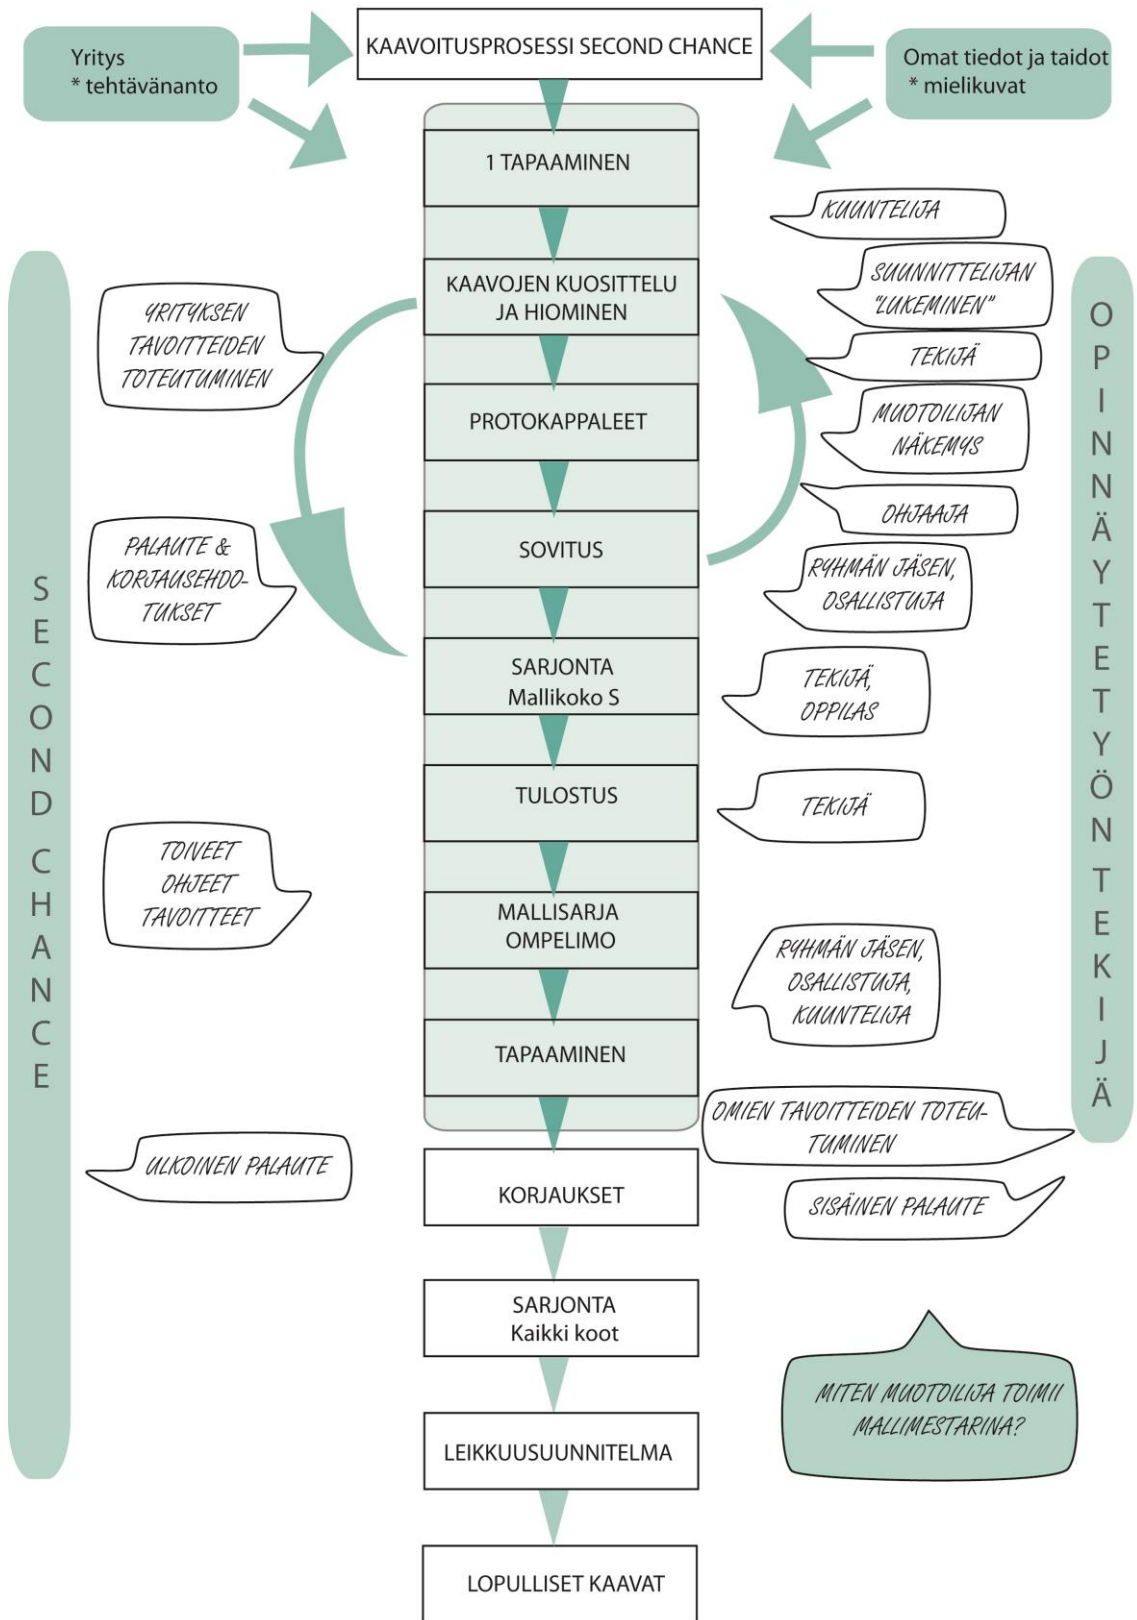 KAAVOITUSPROSESSI SECOND CHANCE
Yritys
* tehtävänanto
Omat tiedot ja taidot
* mielikuvat
1 TAPAAMINEN
KUUNTELIJA
KAAVOJEN KUOSITTELU
JA HIOMINEN
SUUNNITTELIJAN
"LUKEMINEN"
YRITYKSEN
TAVOITTEIDEN
TOTEUTUMINEN
TEKIJÄ
PROTOKAPPALEET
MUOTOILIJAN
NÄKEMYS
OHJAAJA
PALAUTE &
KORJAUSEHDO-
TUKSET
SOVITUS
RYHMÄN JÄSEN,
OSALLISTUJA
SARJONTA
Mallikoko S
TEKIJÄ,
OPPILAS
SECOND CHANCE
OPINNÄYTETYÖN TEKIJÄ
TULOSTUS
TEKIJÄ
TOIVEET
OHJEET
TAVOITTEET
MALLISARJA
OMPELIMO
RYHMÄN JÄSEN,
OSALLISTUJA,
KUUNTELIJA
TAPAAMINEN
OMIEN TAVOITTEIDEN TOTEU-
TUMINEN
ULKOINEN PALAUTE
KORJAUKSET
SISÄINEN PALAUTE
SARJONTA
Kaikki koot
MITEN MUOTOILIJA TOIMII
MALLIMESTARINA?
LEIKKUUSUUNNITELMA
LOPULLISET KAAVAT